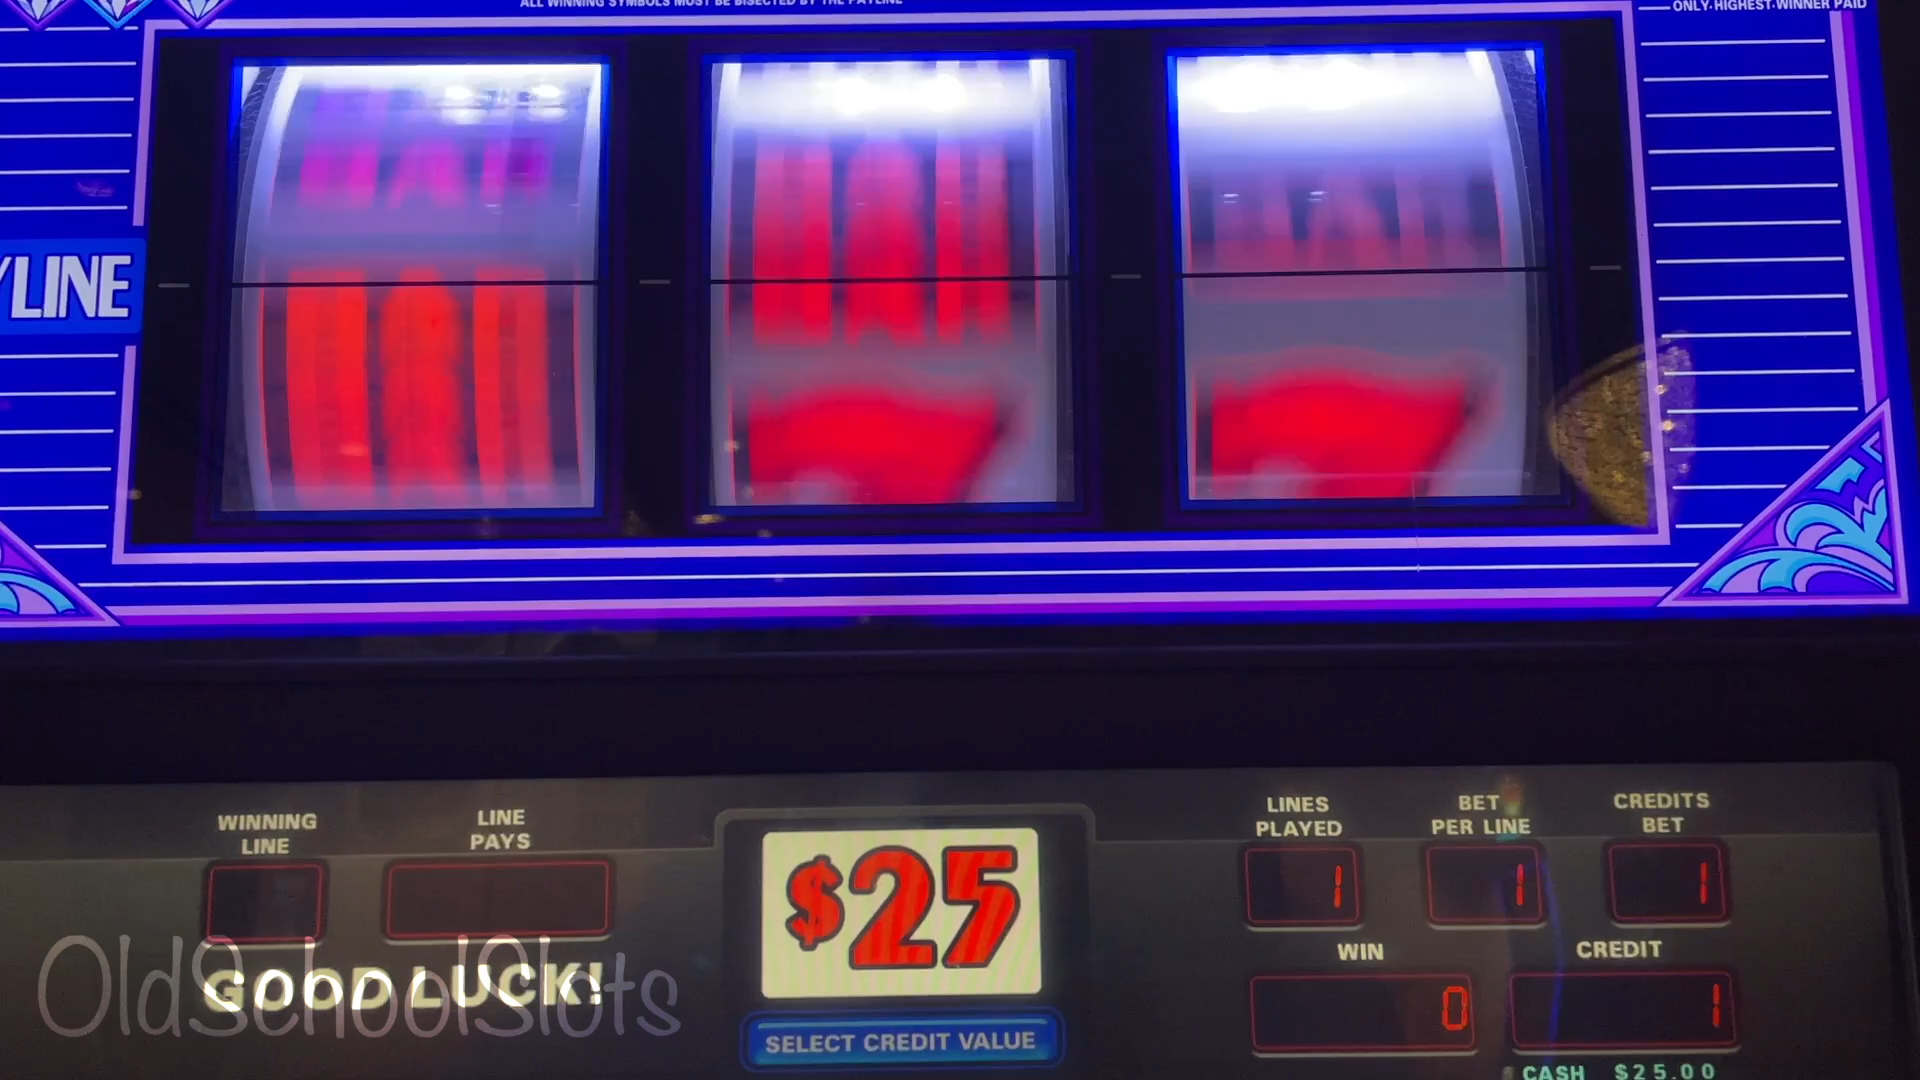 ALL WINNING SYMBOLS MUST BE BISECTED BY THE PAYLINE
ONLY HIGHEST WINNER PAID
YLINE
WINNING
LINE
LINE
PAYS
$25
LINES
PLAYED
BET
PER LINE
CREDITS
BET
1
1
1
WIN
CREDIT
0
1
GOOD LUCK!
OldSchoolSlots
SELECT CREDIT VALUE
CASH $25.00